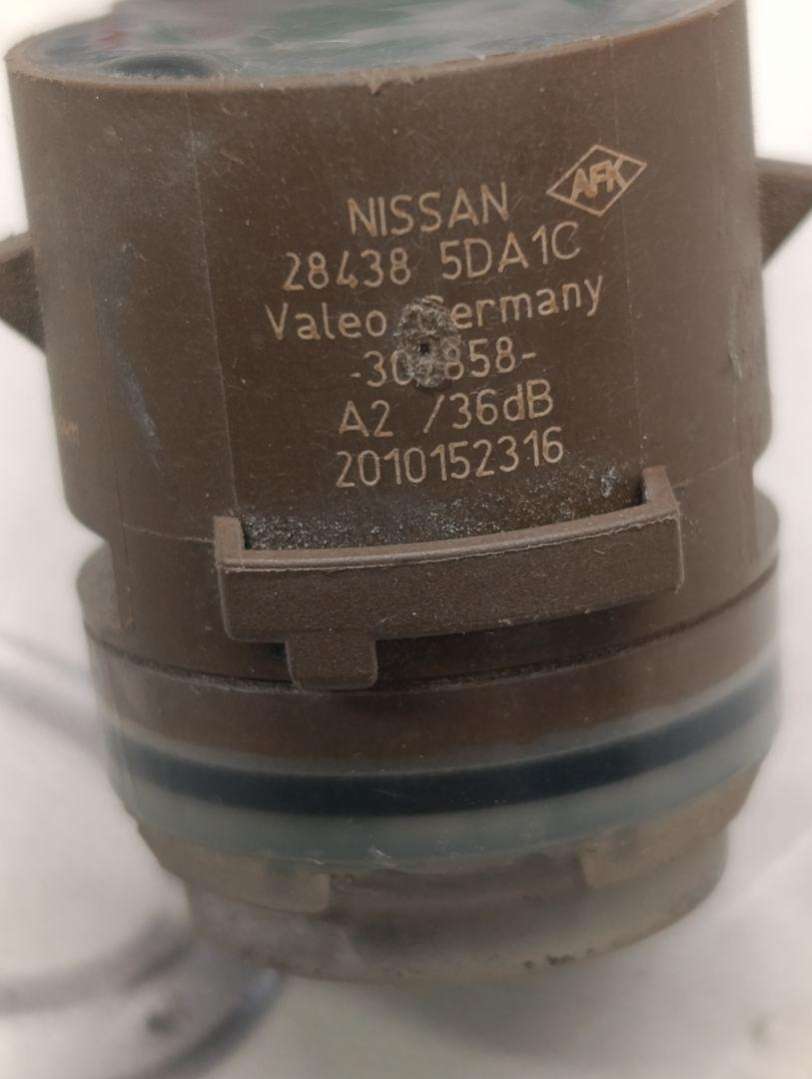 AFK
NISSAN
28438 5DA1C
Valeo
A2 /36dB
2010152316